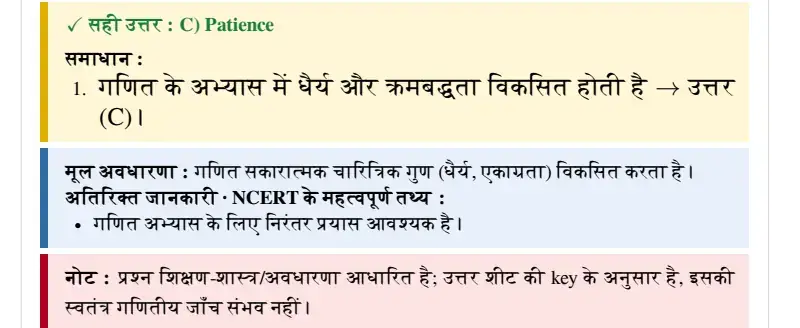 ✓ सही उत्तर : C) Patience
समाधान :
1. गणित के अभ्यास में धैर्य और क्रमबद्धता विकसित होती है → उत्तर
(C)।
मूल अवधारणा : गणित सकारात्मक चारित्रिक गुण (धैर्य, एकाग्रता) विकसित करता है।
अतिरिक्त जानकारी · NCERT के महत्वपूर्ण तथ्य :
• गणित अभ्यास के लिए निरंतर प्रयास आवश्यक है।
नोट : प्रश्न शिक्षण-शास्त्र/अवधारणा आधारित है; उत्तर शीट की key के अनुसार है, इसकी
स्वतंत्र गणितीय जाँच संभव नहीं।